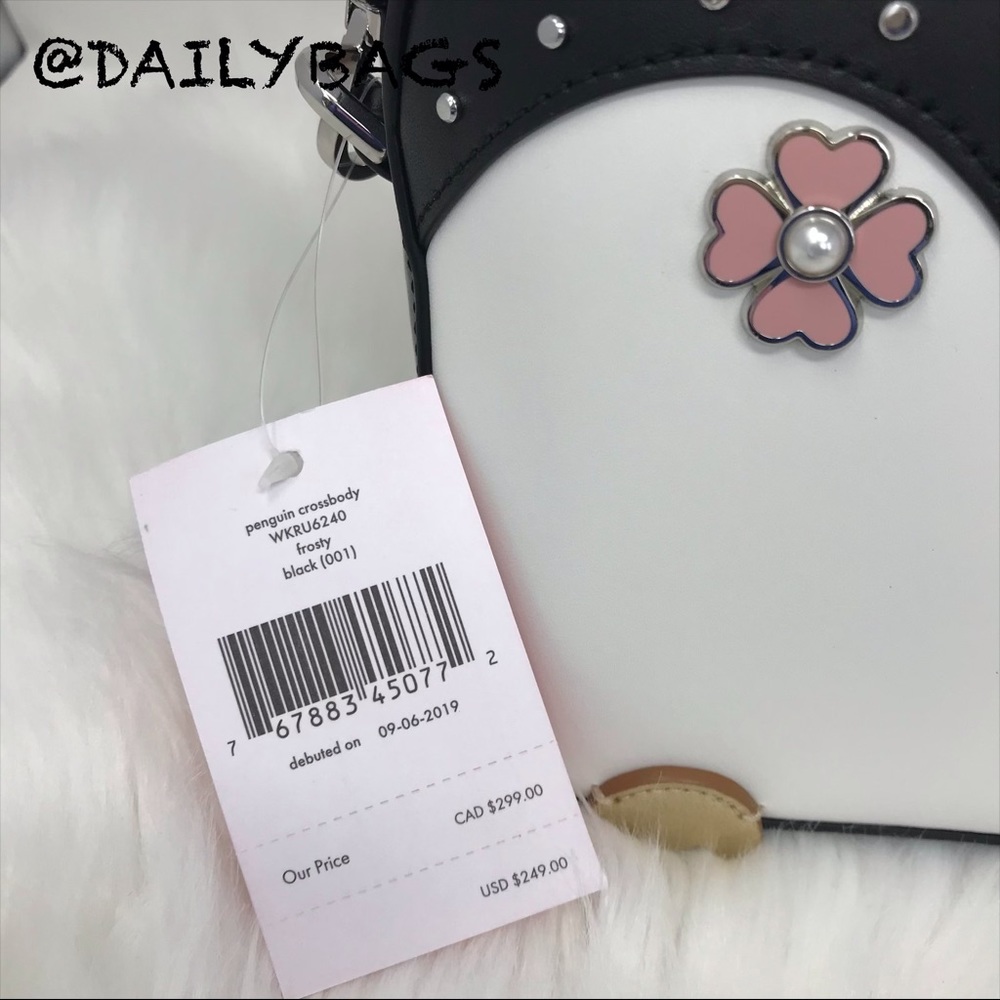 @DAILYBAGS
penguin crossbody
WKRU6240
frosty
black (001)
7 67883 45077 2
debuted on 09-06-2019
CAD $299.00
Our Price
USD $249.00